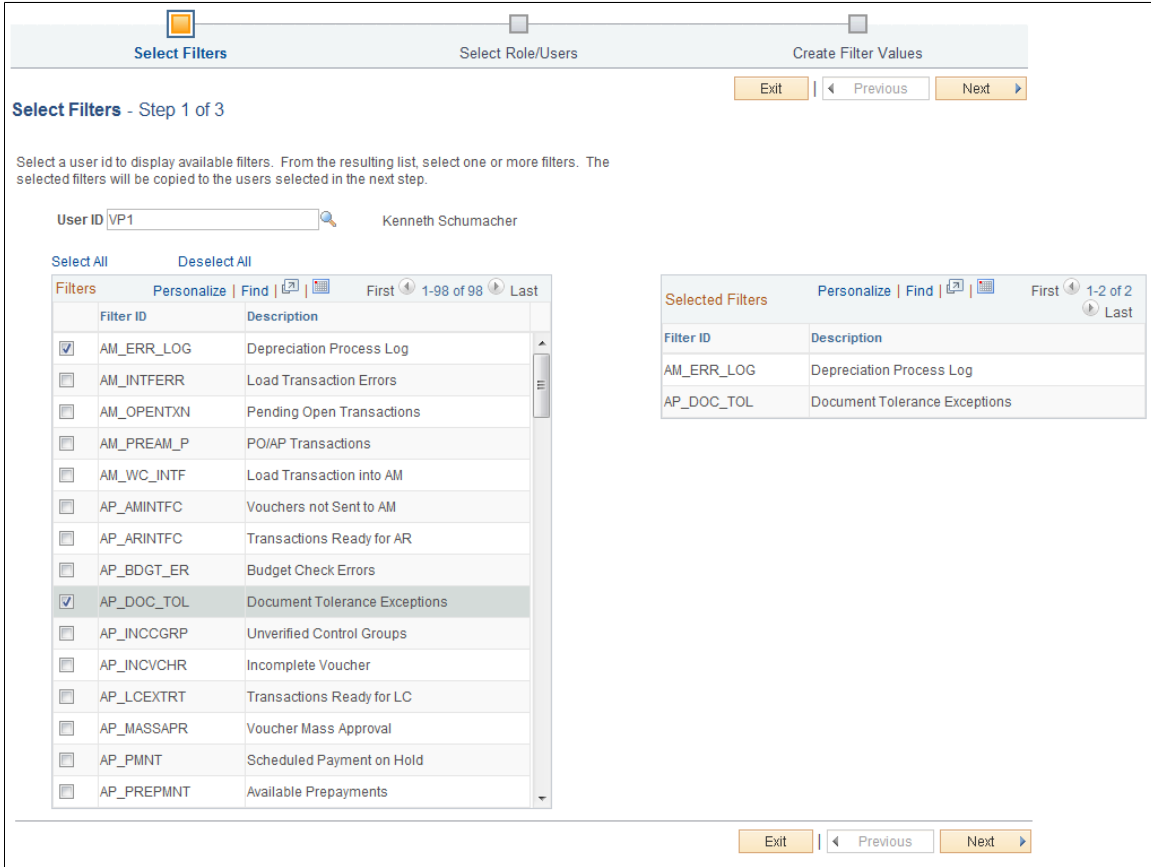 Select Filters
Select Role/Users
Create Filter Values
Exit | Previous Next
Select Filters - Step 1 of 3
Select a user id to display available filters. From the resulting list, select one or more filters. The
selected filters will be copied to the users selected in the next step.
User ID VP1 Kenneth Schumacher
Select All Deselect All
Filters Personalize | Find | | First 1-98 of 98 Last
Filter ID Description
AM_ERR_LOG Depreciation Process Log
AM_INTFERR Load Transaction Errors
AM_OPENTXN Pending Open Transactions
AM_PREAM_P PO/AP Transactions
AM_WC_INTF Load Transaction into AM
AP_AMINTFC Vouchers not Sent to AM
AP_ARINTFC Transactions Ready for AR
AP_BDGT_ER Budget Check Errors
AP_DOC_TOL Document Tolerance Exceptions
AP_INCCGRP Unverified Control Groups
AP_INCVCHR Incomplete Voucher
AP_LCEXTRT Transactions Ready for LC
AP_MASSAPR Voucher Mass Approval
AP_PMNT Scheduled Payment on Hold
AP_PREPMNT Available Prepayments
Selected Filters Personalize | Find | | First 1-2 of 2
Last
Filter ID Description
AM_ERR_LOG Depreciation Process Log
AP_DOC_TOL Document Tolerance Exceptions
Exit | Previous Next